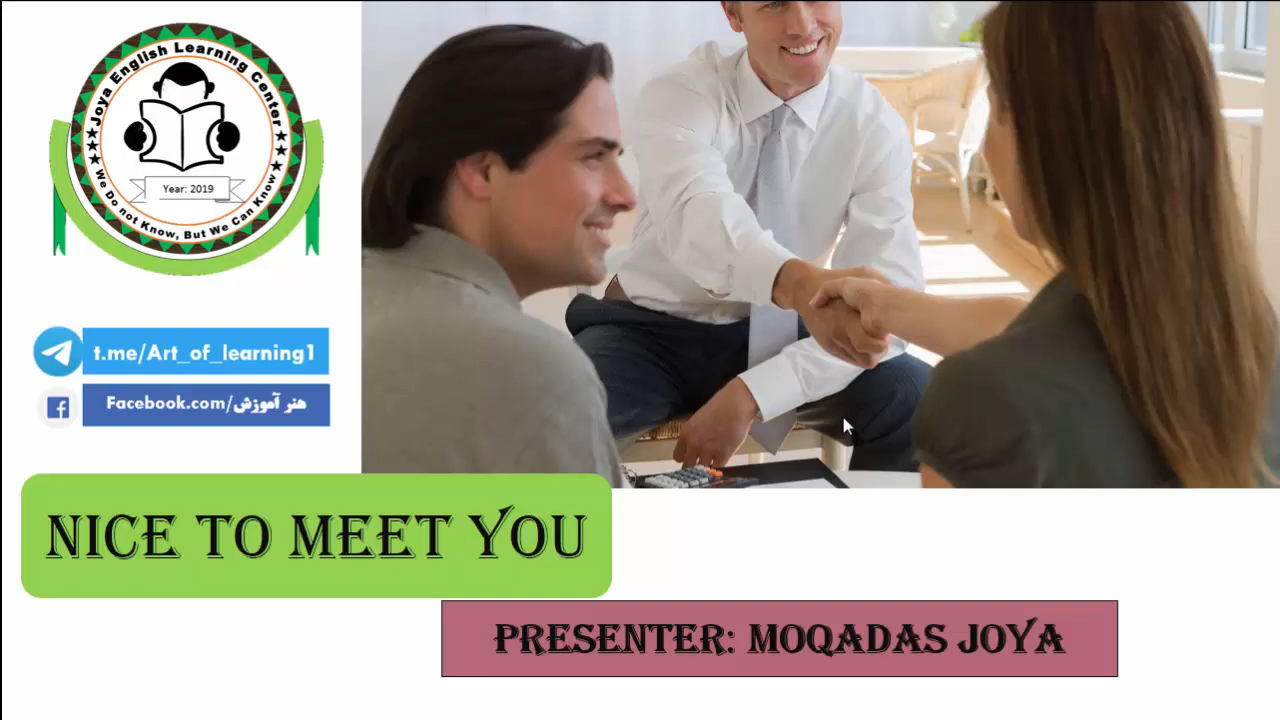 Joya English Learning Center
Year: 2019
We Do not Know, But We Can Know
t.me/Art_of_learning1
Facebook.com/هنر آموزش
NICE TO MEET YOU
PRESENTER: MOQADAS JOYA